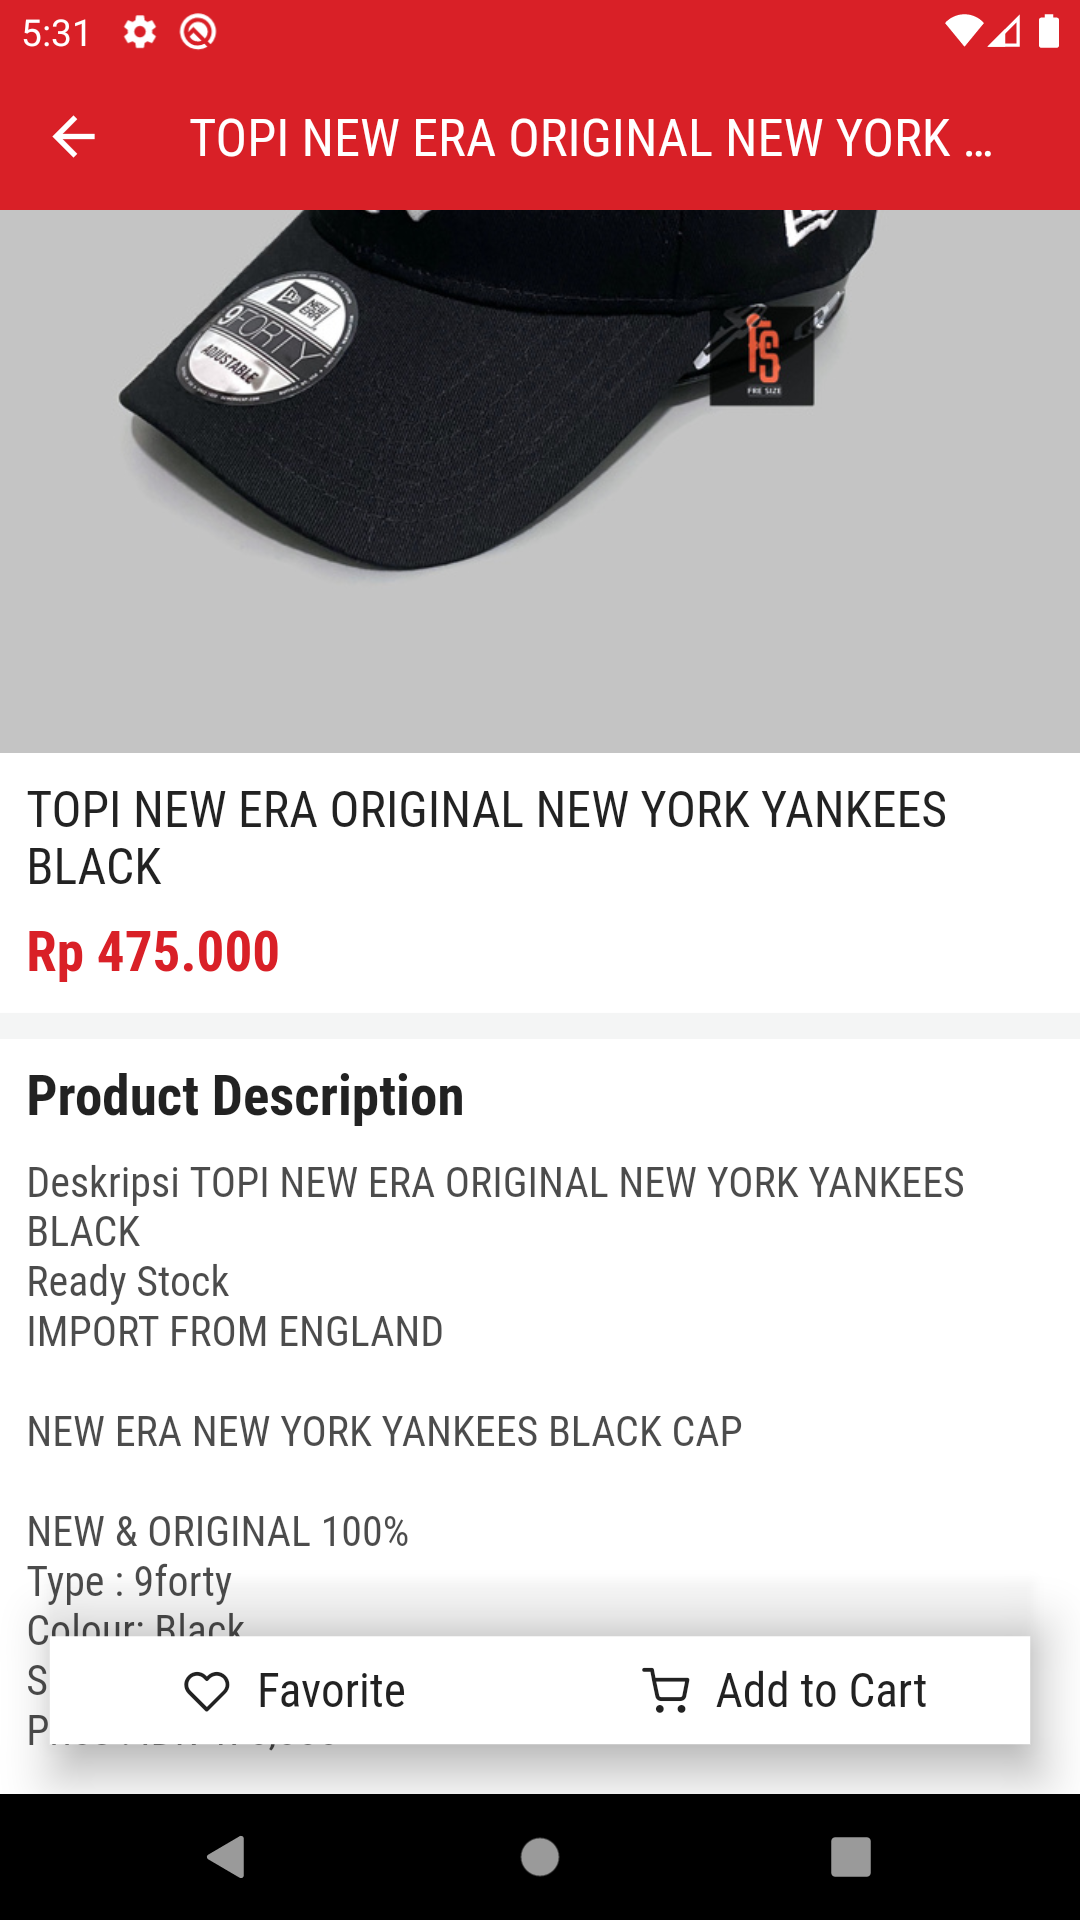 5:31
TOPI NEW ERA ORIGINAL NEW YORK ...
NEW ERA
9FORTY
ADJUSTABLE
FS
FRE SIZE
TOPI NEW ERA ORIGINAL NEW YORK YANKEES
BLACK
Rp 475.000
Product Description
Deskripsi TOPI NEW ERA ORIGINAL NEW YORK YANKEES
BLACK
Ready Stock
IMPORT FROM ENGLAND
NEW ERA NEW YORK YANKEES BLACK CAP
NEW & ORIGINAL 100%
Type : 9forty
Colour: Black
Favorite
Add to Cart